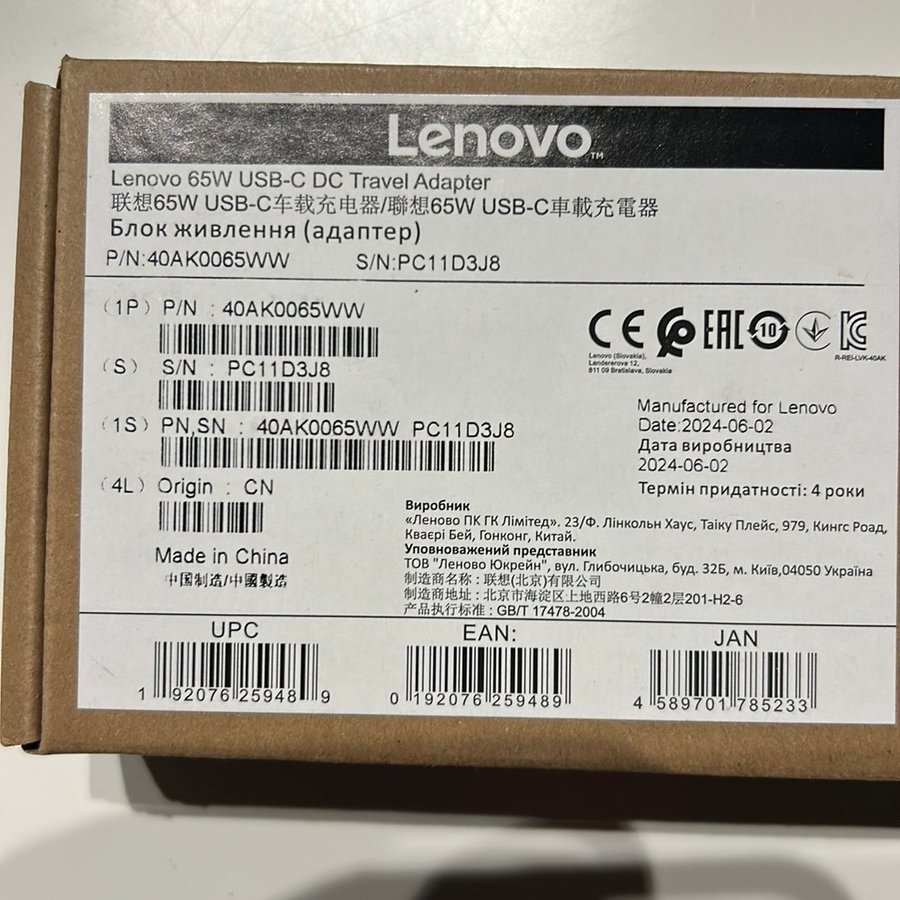 Lenovo™
Lenovo 65W USB-C DC Travel Adapter
联想65W USB-C车载充电器/聯想65W USB-C車載充電器
Блок живлення (адаптер)
P/N:40AK0065WW S/N:PC11D3J8
(1P) P/N : 40AK0065WW
(S) S/N : PC11D3J8
(1S) PN,SN : 40AK0065WW PC11D3J8
(4L) Origin : CN
Made in China
中国制造/中國製造
CE EAC 10
Lenovo (Slovakia),
Landererova 12,
811 09 Bratislava, Slovakia
R-REI-LVK-40AK
Manufactured for Lenovo
Date:2024-06-02
Дата виробництва
2024-06-02
Термін придатності: 4 роки
Виробник
«Леново ПК ГК Лімітед». 23/Ф. Лінкольн Хаус, Таіку Плейс, 979, Кингс Роад,
Кваєрі Бей, Гонконг, Китай.
Уповноважений представник
ТОВ "Леново Юкрейн", вул. Глибочицька, буд. 32Б, м. Київ,04050 Україна
制造商名称 : 联想(北京)有限公司
制造商地址 : 北京市海淀区上地西路6号2幢2层201-H2-6
产品执行标准 : GB/T 17478-2004
UPC EAN: JAN
1 92076 25948 9 0 192076 259489 4 589701 785233